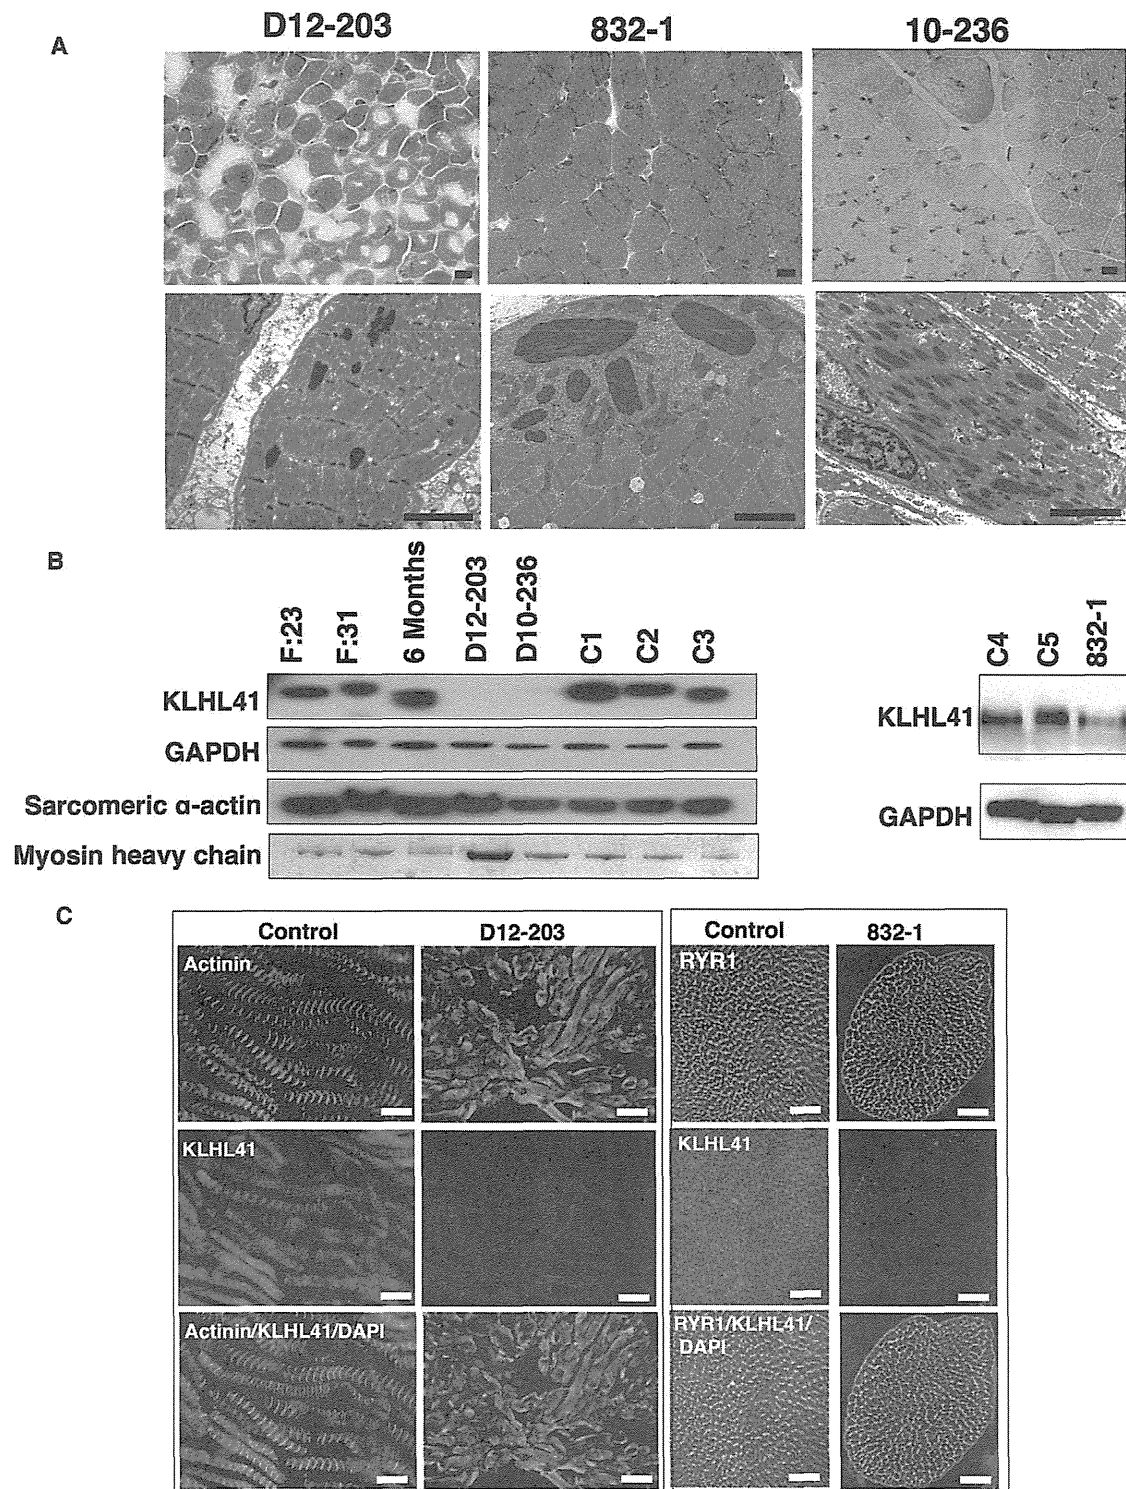 A
D12-203 832-1 10-236
B
F:23 F:31 6 Months D12-203 D10-236 C1 C2 C3
KLHL41
GAPDH
Sarcomeric α-actin
Myosin heavy chain
C4 C5 832-1
KLHL41
GAPDH
C
Control D12-203 Control 832-1
Actinin RYR1
KLHL41 KLHL41
Actinin/KLHL41/DAPI RYR1/KLHL41/
DAPI